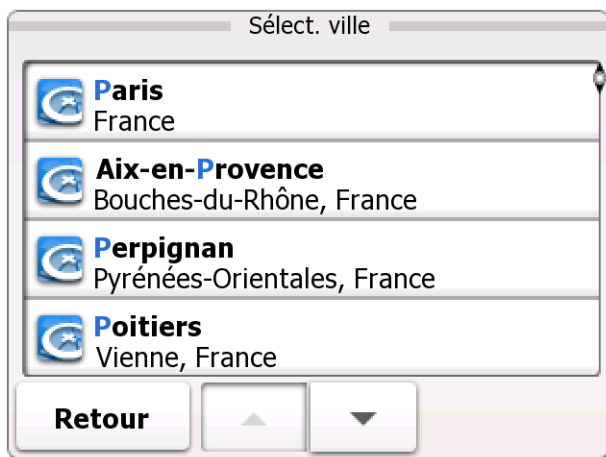 Sélect. ville
Paris
France
Aix-en-Provence
Bouches-du-Rhône, France
Perpignan
Pyrénées-Orientales, France
Poitiers
Vienne, France
Retour